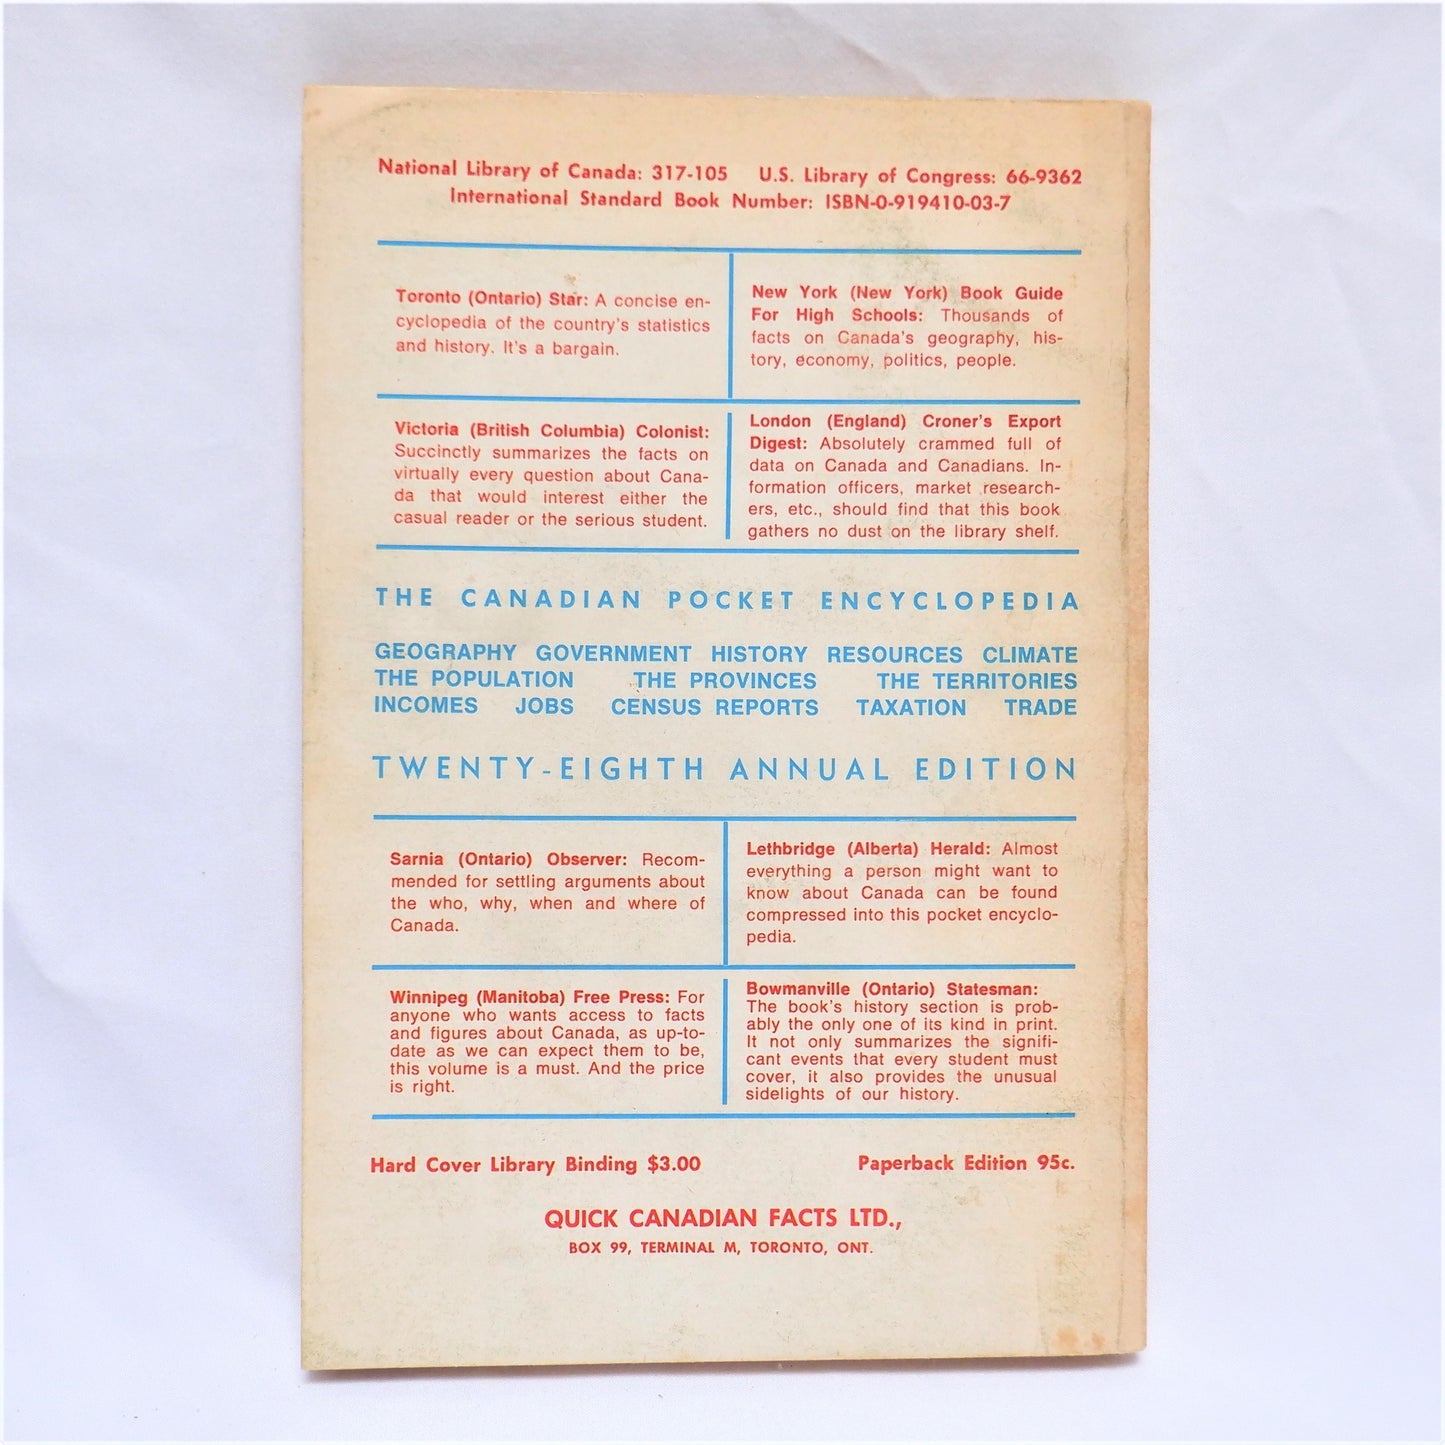 National Library of Canada: 317-105 U.S. Library of Congress: 66-9362
International Standard Book Number: ISBN-0-919410-03-7
Toronto (Ontario) Star: A concise en-
cyclopedia of the country's statistics
and history. It's a bargain.
New York (New York) Book Guide
For High Schools: Thousands of
facts on Canada's geography, his-
tory, economy, politics, people.
Victoria (British Columbia) Colonist:
Succinctly summarizes the facts on
virtually every question about Cana-
da that would interest either the
casual reader or the serious student.
London (England) Croner's Export
Digest: Absolutely crammed full of
data on Canada and Canadians. In-
formation officers, market research-
ers, etc., should find that this book
gathers no dust on the library shelf.
THE CANADIAN POCKET ENCYCLOPEDIA
GEOGRAPHY GOVERNMENT HISTORY RESOURCES CLIMATE
THE POPULATION THE PROVINCES THE TERRITORIES
INCOMES JOBS CENSUS REPORTS TAXATION TRADE
TWENTY-EIGHTH ANNUAL EDITION
Sarnia (Ontario) Observer: Recom-
mended for settling arguments about
the who, why, when and where of
Canada.
Lethbridge (Alberta) Herald: Almost
everything a person might want to
know about Canada can be found
compressed into this pocket encyclo-
pedia.
Winnipeg (Manitoba) Free Press: For
anyone who wants access to facts
and figures about Canada, as up-to-
date as we can expect them to be,
this volume is a must. And the price
is right.
Bowmanville (Ontario) Statesman:
The book's history section is prob-
ably the only one of its kind in print.
It not only summarizes the signifi-
cant events that every student must
cover, it also provides the unusual
sidelights of our history.
Hard Cover Library Binding $3.00 Paperback Edition 95c.
QUICK CANADIAN FACTS LTD.,
BOX 99, TERMINAL M, TORONTO, ONT.